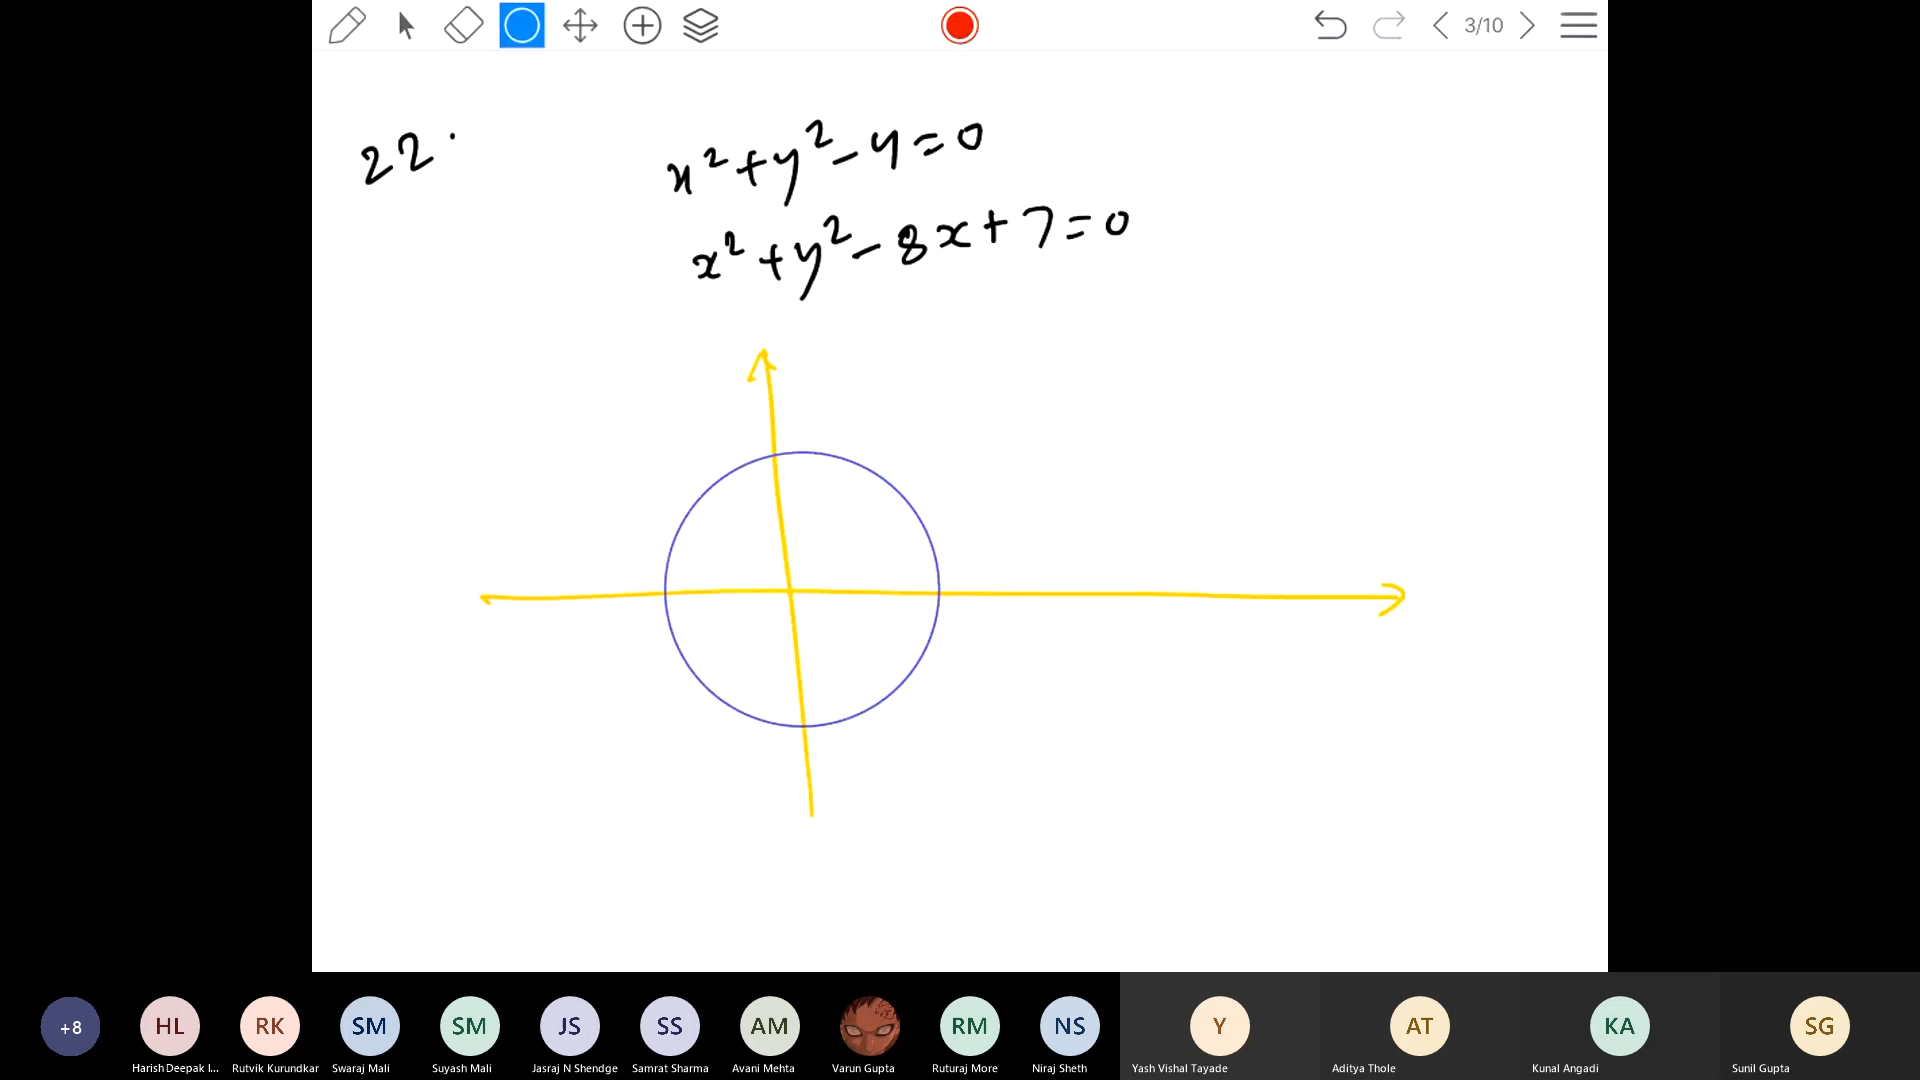 3/10
22.
x²+y²-4=0
x²+y²-8x+7=0
+8
HL
RK
SM
SM
JS
SS
AM
RM
NS
Y
AT
KA
SG
Harish Deepak I...
Rutvik Kurundkar
Swaraj Mali
Suyash Mali
Jasraj N Shendge
Samrat Sharma
Avani Mehta
Varun Gupta
Ruturaj More
Niraj Sheth
Yash Vishal Tayade
Aditya Thole
Kunal Angadi
Sunil Gupta